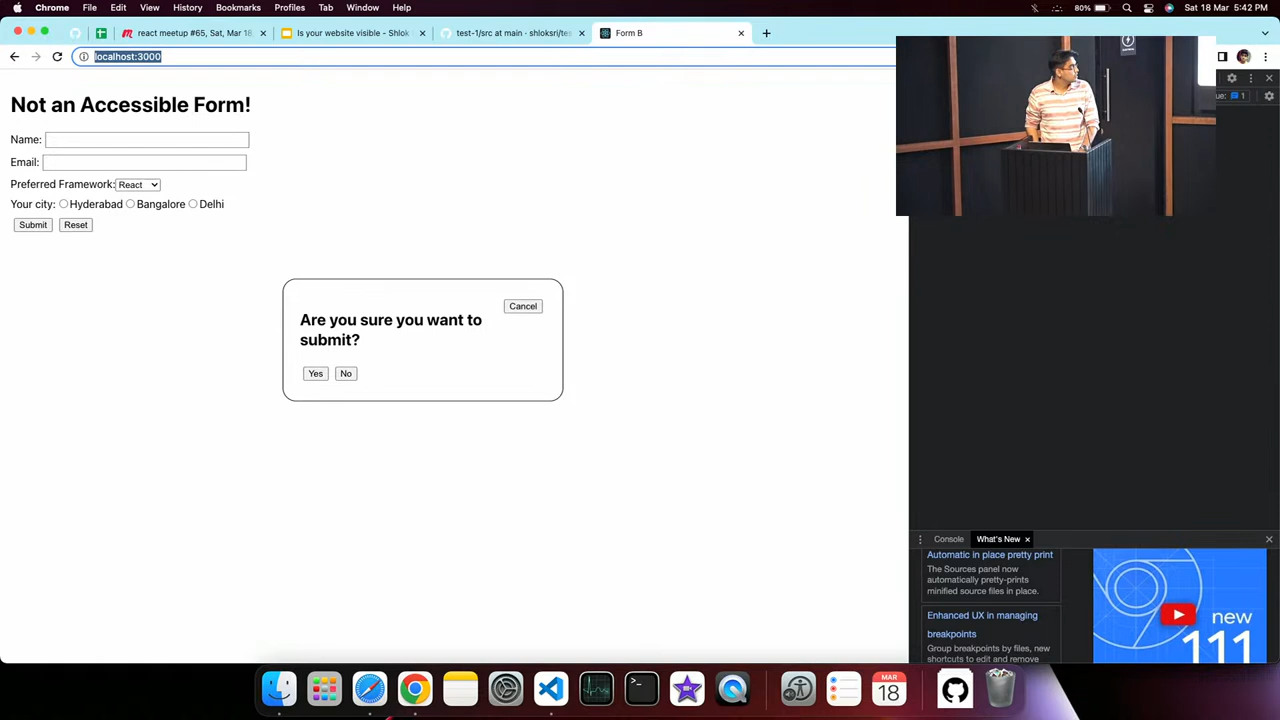 Chrome File Edit View History Bookmarks Profiles Tab Window Help 80% Sat 18 Mar 5:42 PM
react meetup #65, Sat, Mar 18, Is your website visible - Shlok test-1/src at main · shloksri/tes Form B
localhost:3000
Not an Accessible Form!
Name:
Email:
Preferred Framework: React
Your city: Hyderabad Bangalore Delhi
Submit Reset
Cancel
Are you sure you want to
submit?
Yes No
ue: 1
Console What's New
Automatic in place pretty print
The Sources panel now
automatically pretty-prints
minified source files in place.
Enhanced UX in managing
breakpoints
Group breakpoints by files, new
shortcuts to edit and remove
new
111
MAR
18